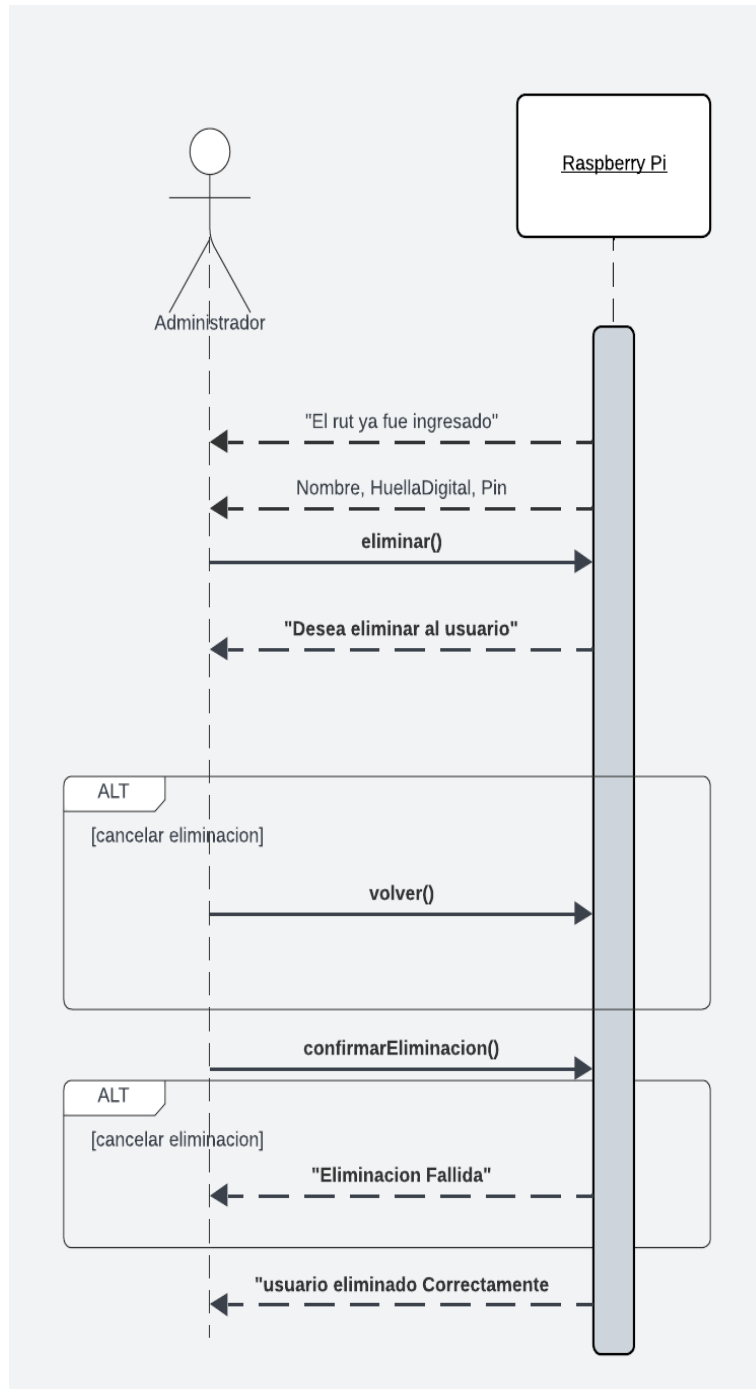 Raspberry Pi
Administrador
"El rut ya fue ingresado"
Nombre, HuellaDigital, Pin
eliminar()
"Desea eliminar al usuario"
ALT
[cancelar eliminacion]
volver()
confirmarEliminacion()
ALT
[cancelar eliminacion]
"Eliminacion Fallida"
"usuario eliminado Correctamente